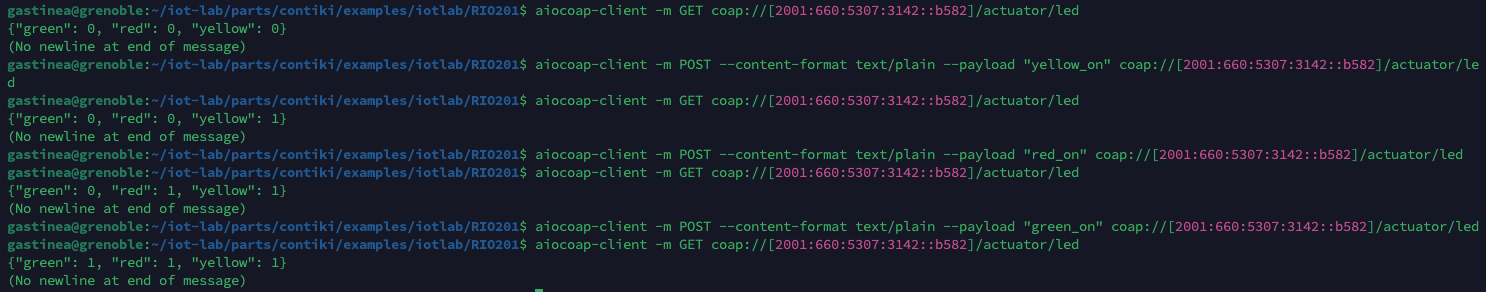 gastinea@grenoble:~/iot-lab/parts/contiki/examples/iotlab/RIO201$ aiocoap-client -m GET coap://[2001:660:5307:3142::b582]/actuator/led
{"green": 0, "red": 0, "yellow": 0}
(No newline at end of message)
gastinea@grenoble:~/iot-lab/parts/contiki/examples/iotlab/RIO201$ aiocoap-client -m POST --content-format text/plain --payload "yellow_on" coap://[2001:660:5307:3142::b582]/actuator/le
d
gastinea@grenoble:~/iot-lab/parts/contiki/examples/iotlab/RIO201$ aiocoap-client -m GET coap://[2001:660:5307:3142::b582]/actuator/led
{"green": 0, "red": 0, "yellow": 1}
(No newline at end of message)
gastinea@grenoble:~/iot-lab/parts/contiki/examples/iotlab/RIO201$ aiocoap-client -m POST --content-format text/plain --payload "red_on" coap://[2001:660:5307:3142::b582]/actuator/led
gastinea@grenoble:~/iot-lab/parts/contiki/examples/iotlab/RIO201$ aiocoap-client -m GET coap://[2001:660:5307:3142::b582]/actuator/led
{"green": 0, "red": 1, "yellow": 1}
(No newline at end of message)
gastinea@grenoble:~/iot-lab/parts/contiki/examples/iotlab/RIO201$ aiocoap-client -m POST --content-format text/plain --payload "green_on" coap://[2001:660:5307:3142::b582]/actuator/led
gastinea@grenoble:~/iot-lab/parts/contiki/examples/iotlab/RIO201$ aiocoap-client -m GET coap://[2001:660:5307:3142::b582]/actuator/led
{"green": 1, "red": 1, "yellow": 1}
(No newline at end of message)